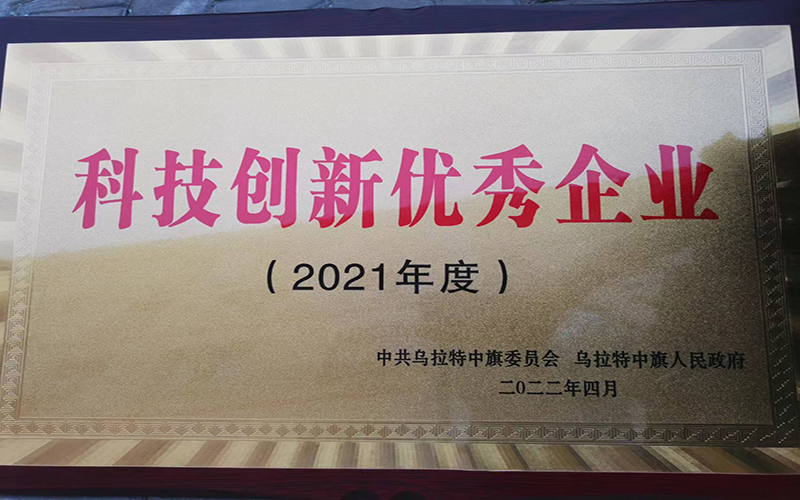 科技创新优秀企业
（2021年度）
中共乌拉特中旗委员会 乌拉特中旗人民政府
二〇二二年四月